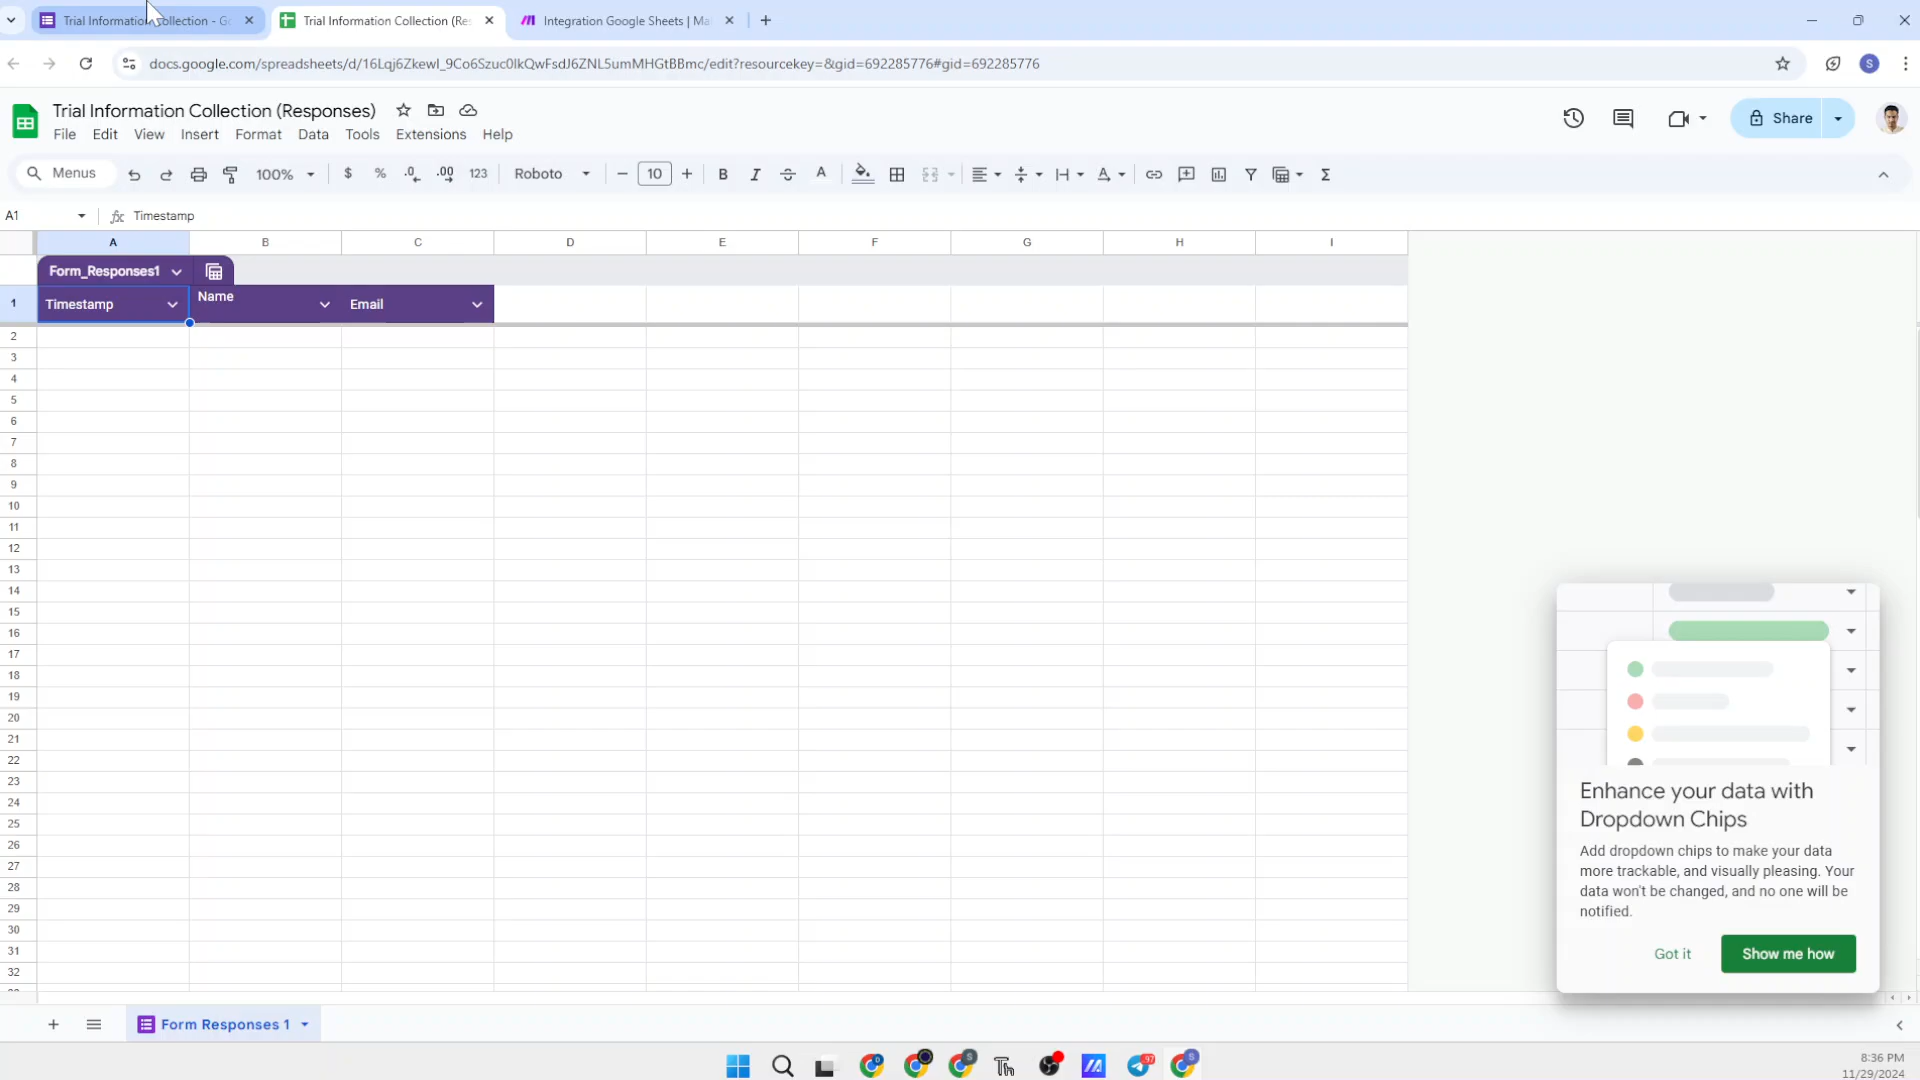 Trial Information Collection - Go
Trial Information Collection (Res
Integration Google Sheets | Ma
docs.google.com/spreadsheets/d/16Lqj6Zkewl_9Co6Szuc0lkQwFsdJ6ZNL5umMHGtBBmc/edit?resourcekey=&gid=692285776#gid=692285776
S
Trial Information Collection (Responses)
File Edit View Insert Format Data Tools Extensions Help
Share
Menus 100% $ % .0 .00 123 Roboto 10 B I A
A1 fx Timestamp
A B C D E F G H I
Form_Responses1
1 Timestamp Name Email
2
3
4
5
6
7
8
9
10
11
12
13
14
15
16
17
18
19
20
21
22
23
24
25
26
27
28
29
30
31
32
Enhance your data with
Dropdown Chips
Add dropdown chips to make your data
more trackable, and visually pleasing. Your
data won't be changed, and no one will be
notified.
Got it Show me how
Form Responses 1
97
8:36 PM
11/29/2024